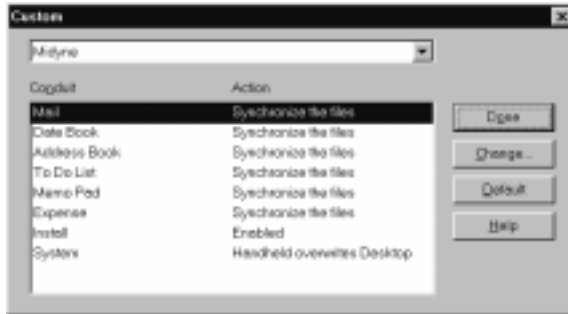 Custom
Midyne
Conduit Action
Mail Synchronize the files
Date Book Synchronize the files
Address Book Synchronize the files
To Do List Synchronize the files
Memo Pad Synchronize the files
Expense Synchronize the files
Install Enabled
System Handheld overwrites Desktop
Done
Change...
Default
Help